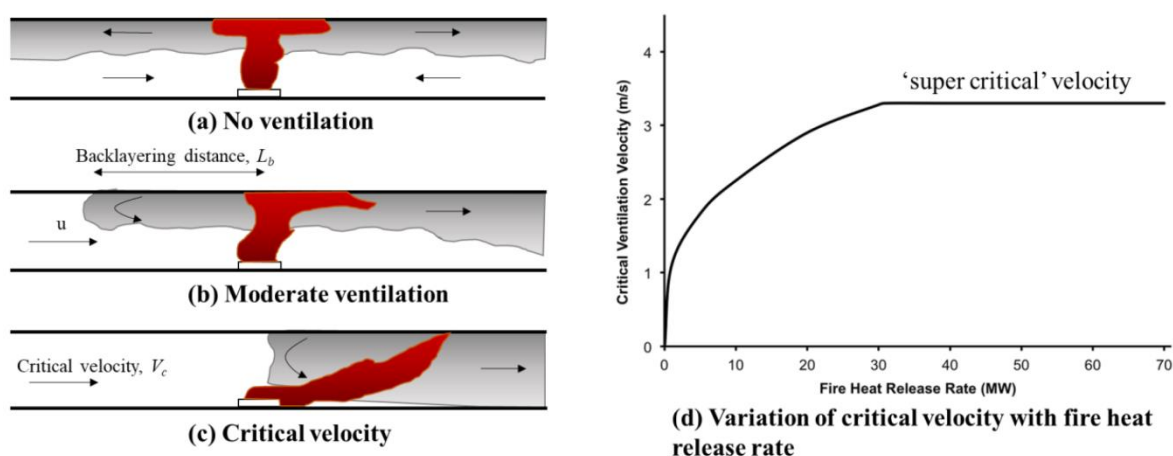 (a) No ventilation
Backlayering distance, L_b
u
(b) Moderate ventilation
Critical velocity, V_c
(c) Critical velocity
Critical Ventilation Velocity (m/s)
4
3
2
1
0
'super critical' velocity
0 10 20 30 40 50 60 70
Fire Heat Release Rate (MW)
(d) Variation of critical velocity with fire heat
release rate